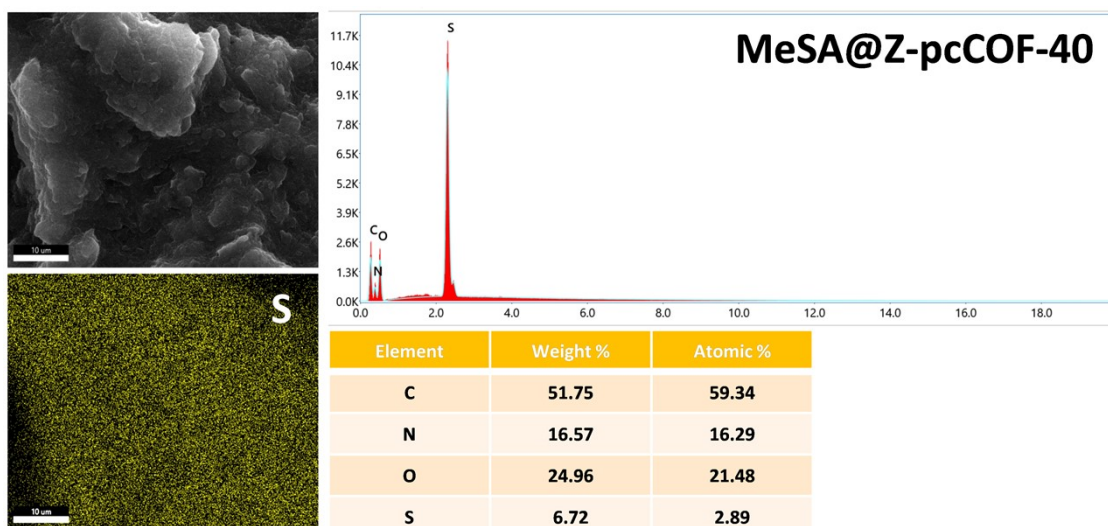 10 um
S
10 um
MeSA@Z-pcCOF-40
S
11.7K
10.4K
9.1K
7.8K
6.5K
5.2K
3.9K
2.6K
1.3K
0.0K
C
O
N
0.0 2.0 4.0 6.0 8.0 10.0 12.0 14.0 16.0 18.0
Element Weight % Atomic %
C 51.75 59.34
N 16.57 16.29
O 24.96 21.48
S 6.72 2.89